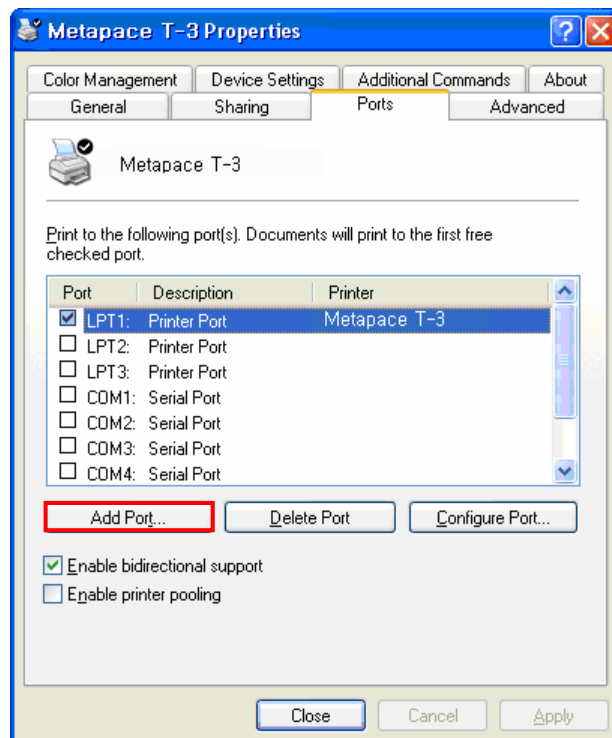 Metapace T-3 Properties
Color Management Device Settings Additional Commands About
General Sharing Ports Advanced
Metapace T-3
Print to the following port(s). Documents will print to the first free
checked port.
Port Description Printer
LPT1: Printer Port Metapace T-3
LPT2: Printer Port
LPT3: Printer Port
COM1: Serial Port
COM2: Serial Port
COM3: Serial Port
COM4: Serial Port
Add Port... Delete Port Configure Port...
Enable bidirectional support
Enable printer pooling
Close Cancel Apply